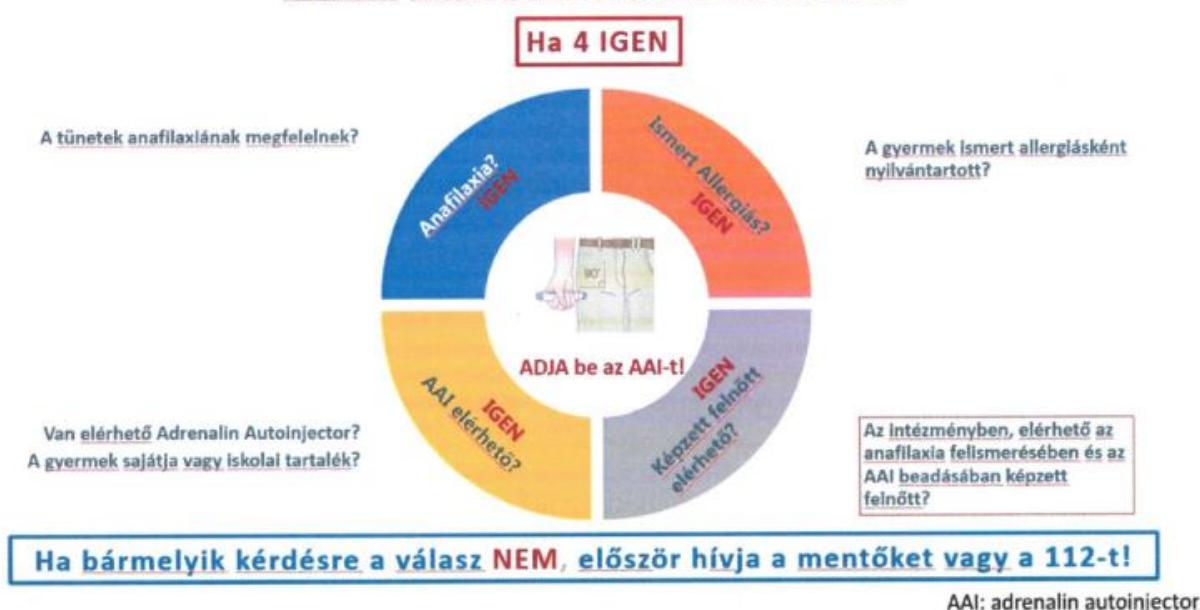 Ha 4 IGEN
A tünetek anafilaxiának megfelelnek?
A gyermek ismert allergiásként
nyilvántartott?
Anafilaxia?
IGEN
Ismert Allergiás?
IGEN
90°
ADJA be az AAI-t!
IGEN
AAI elérhető?
IGEN
Képzett felnőtt
elérhető?
Van elérhető Adrenalin Autoinjector?
A gyermek sajátja vagy iskolai tartalék?
Az intézményben, elérhető az
anafilaxia felismerésében és az
AAI beadásában képzett
felnőtt?
Ha bármelyik kérdésre a válasz NEM, először hívja a mentőket vagy a 112-t!
AAI: adrenalin autoinjector